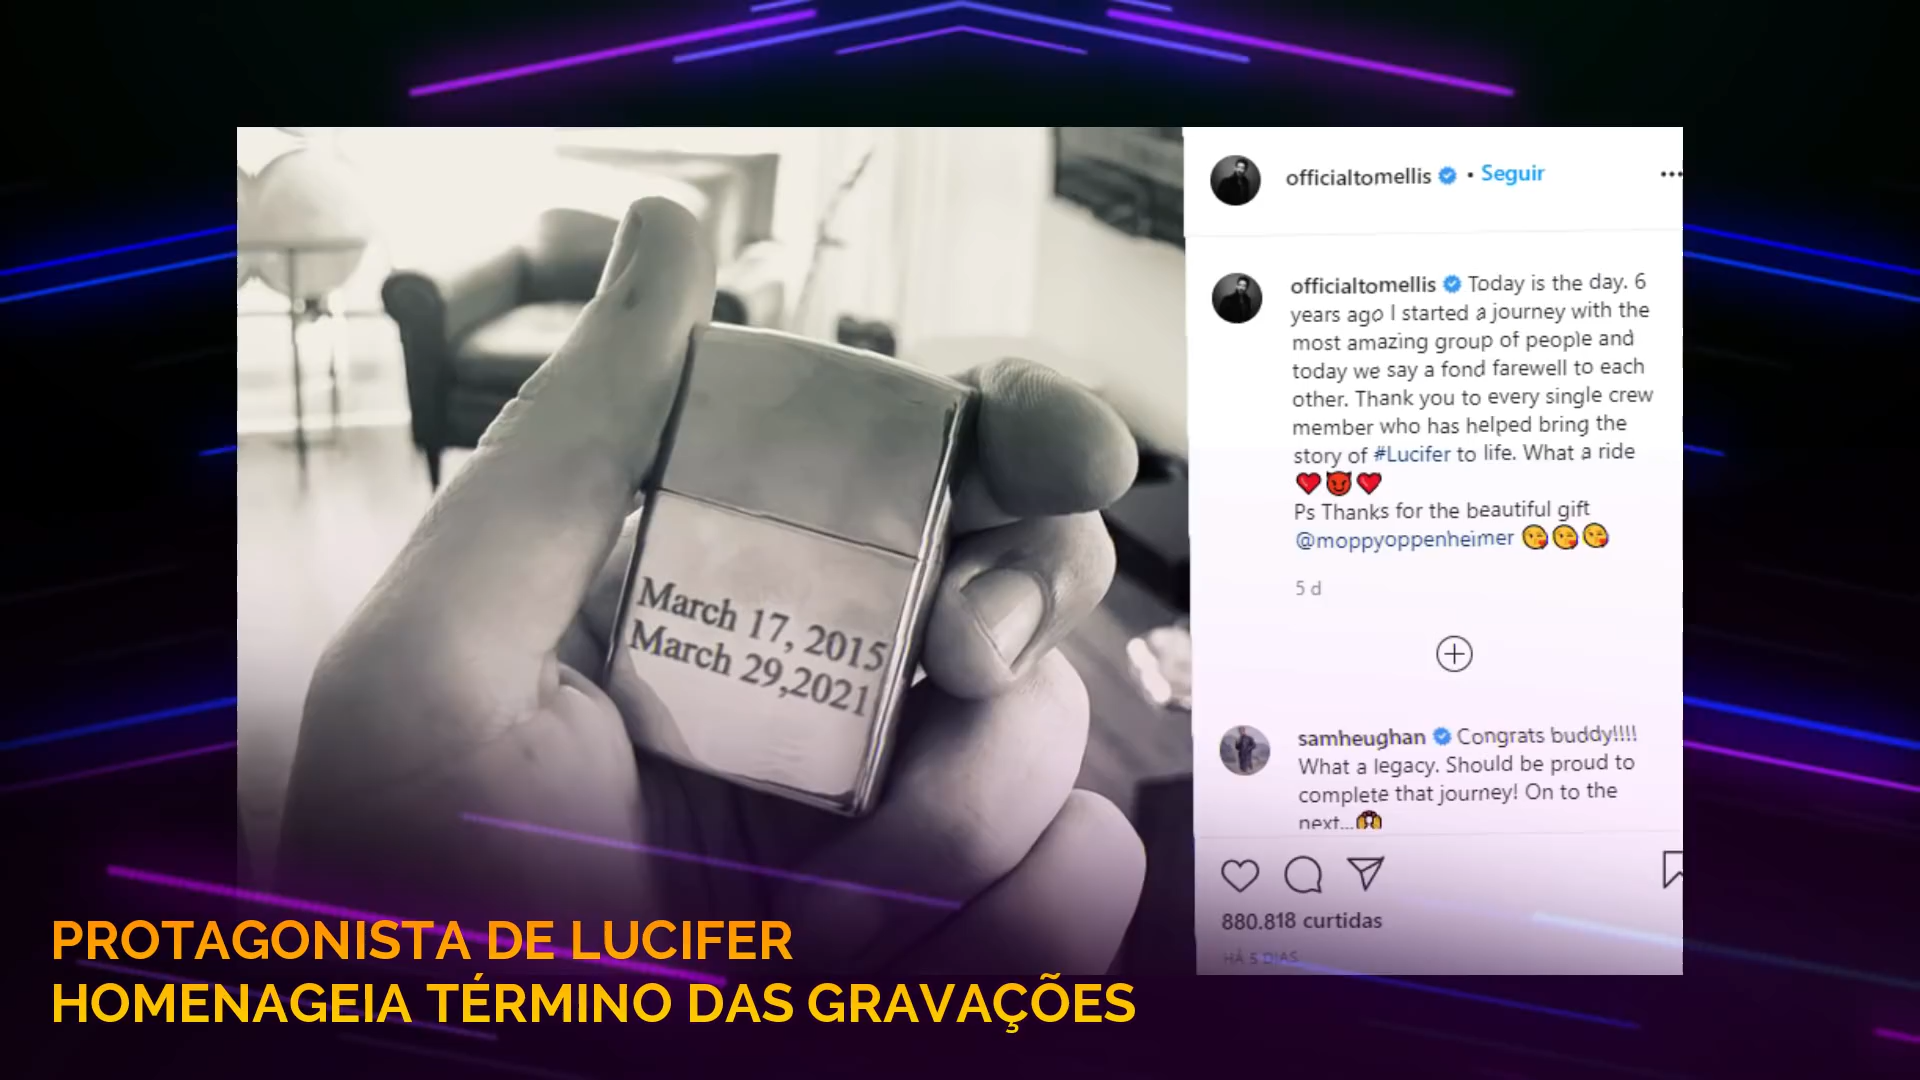 officialtomellis • Seguir
officialtomellis Today is the day. 6
years ago I started a journey with the
most amazing group of people and
today we say a fond farewell to each
other. Thank you to every single crew
member who has helped bring the
story of #Lucifer to life. What a ride
❤️😈❤️
Ps Thanks for the beautiful gift
@moppyoppenheimer 😘😘😘
5 d
samheughan Congrats buddy!!!!
What a legacy. Should be proud to
complete that journey! On to the
next...🙌
880.818 curtidas
HÁ 5 DIAS
March 17, 2015
March 29,2021
PROTAGONISTA DE LUCIFER
HOMENAGEIA TÉRMINO DAS GRAVAÇÕES